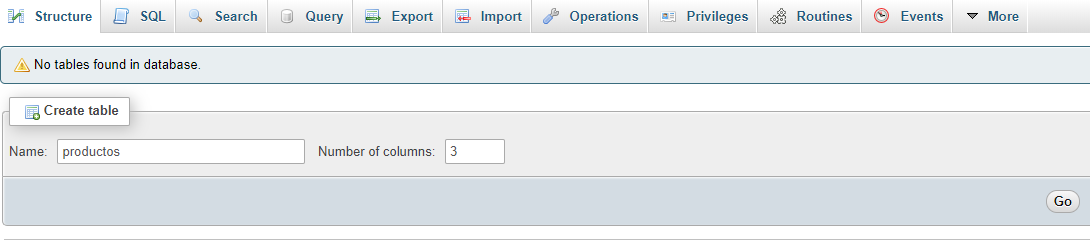 Structure SQL Search Query Export Import Operations Privileges Routines Events More
No tables found in database.
Create table
Name: productos Number of columns: 3
Go